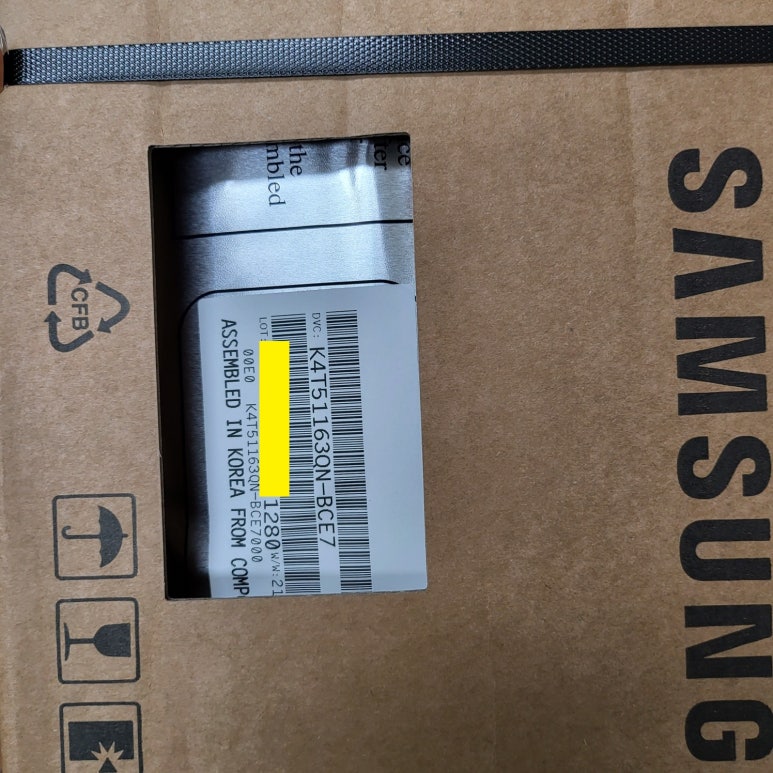 SAMSUNG
ce
ter
the
mbled
DVC: K4T51163QN-BCE7
LOT: 1280 W/W: 21
00E0 K4T51163QN-BCE7000
ASSEMBLED IN KOREA FROM COMP
CFB